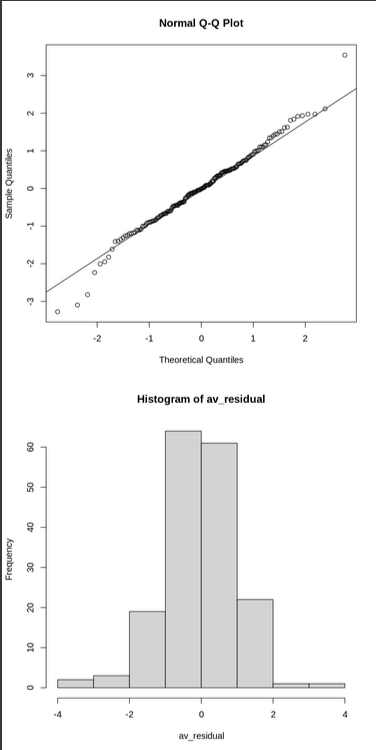 Normal Q-Q Plot
3
2
1
0
-1
-2
-3
Sample Quantiles
-2 -1 0 1 2
Theoretical Quantiles
Histogram of av_residual
60
50
40
30
20
10
0
Frequency
-4 -2 0 2 4
av_residual